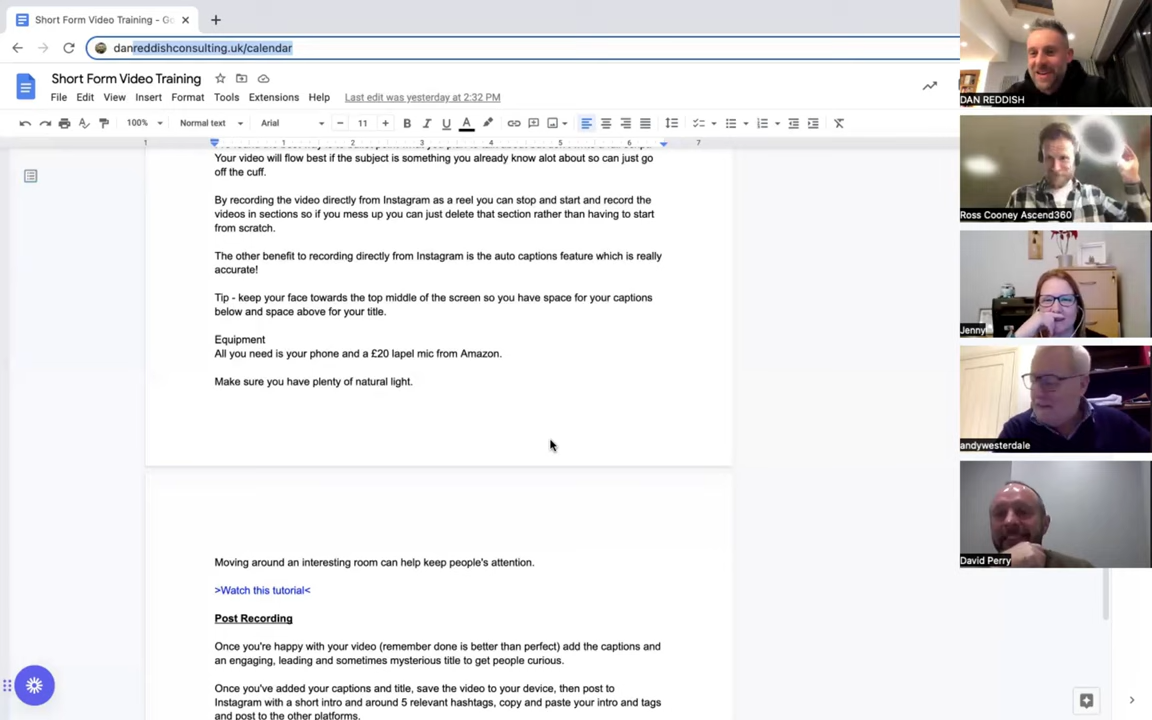 Short Form Video Training - Go
danreddishconsulting.uk/calendar
Short Form Video Training
File Edit View Insert Format Tools Extensions Help Last edit was yesterday at 2:32 PM
100% Normal text Arial 11 B I U A
1 1 2 3 4 5 6 7
Your video will flow best if the subject is something you already know alot about so can just go
off the cuff.
By recording the video directly from Instagram as a reel you can stop and start and record the
videos in sections so if you mess up you can just delete that section rather than having to start
from scratch.
The other benefit to recording directly from Instagram is the auto captions feature which is really
accurate!
Tip - keep your face towards the top middle of the screen so you have space for your captions
below and space above for your title.
Equipment
All you need is your phone and a £20 lapel mic from Amazon.
Make sure you have plenty of natural light.
Moving around an interesting room can help keep people's attention.
>Watch this tutorial<
Post Recording
Once you're happy with your video (remember done is better than perfect) add the captions and
an engaging, leading and sometimes mysterious title to get people curious.
Once you've added your captions and title, save the video to your device, then post to
Instagram with a short intro and around 5 relevant hashtags, copy and paste your intro and tags
and post to the other platforms.
DAN REDDISH
Ross Cooney Ascend360
Jenny
andywesterdale
David Perry